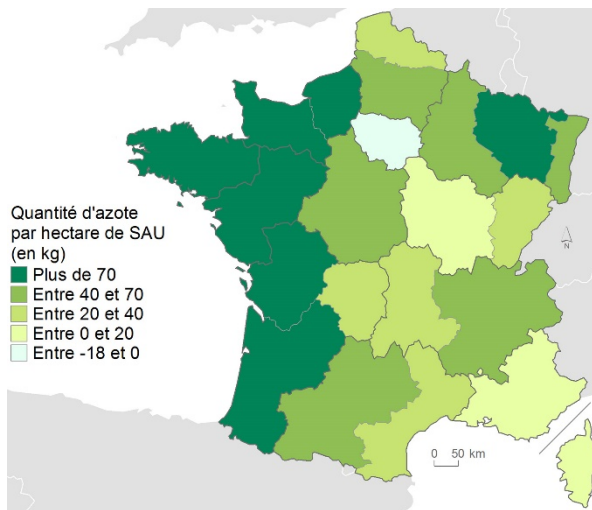 Quantité d'azote
par hectare de SAU
(en kg)
Plus de 70
Entre 40 et 70
Entre 20 et 40
Entre 0 et 20
Entre -18 et 0
N
0 50 km